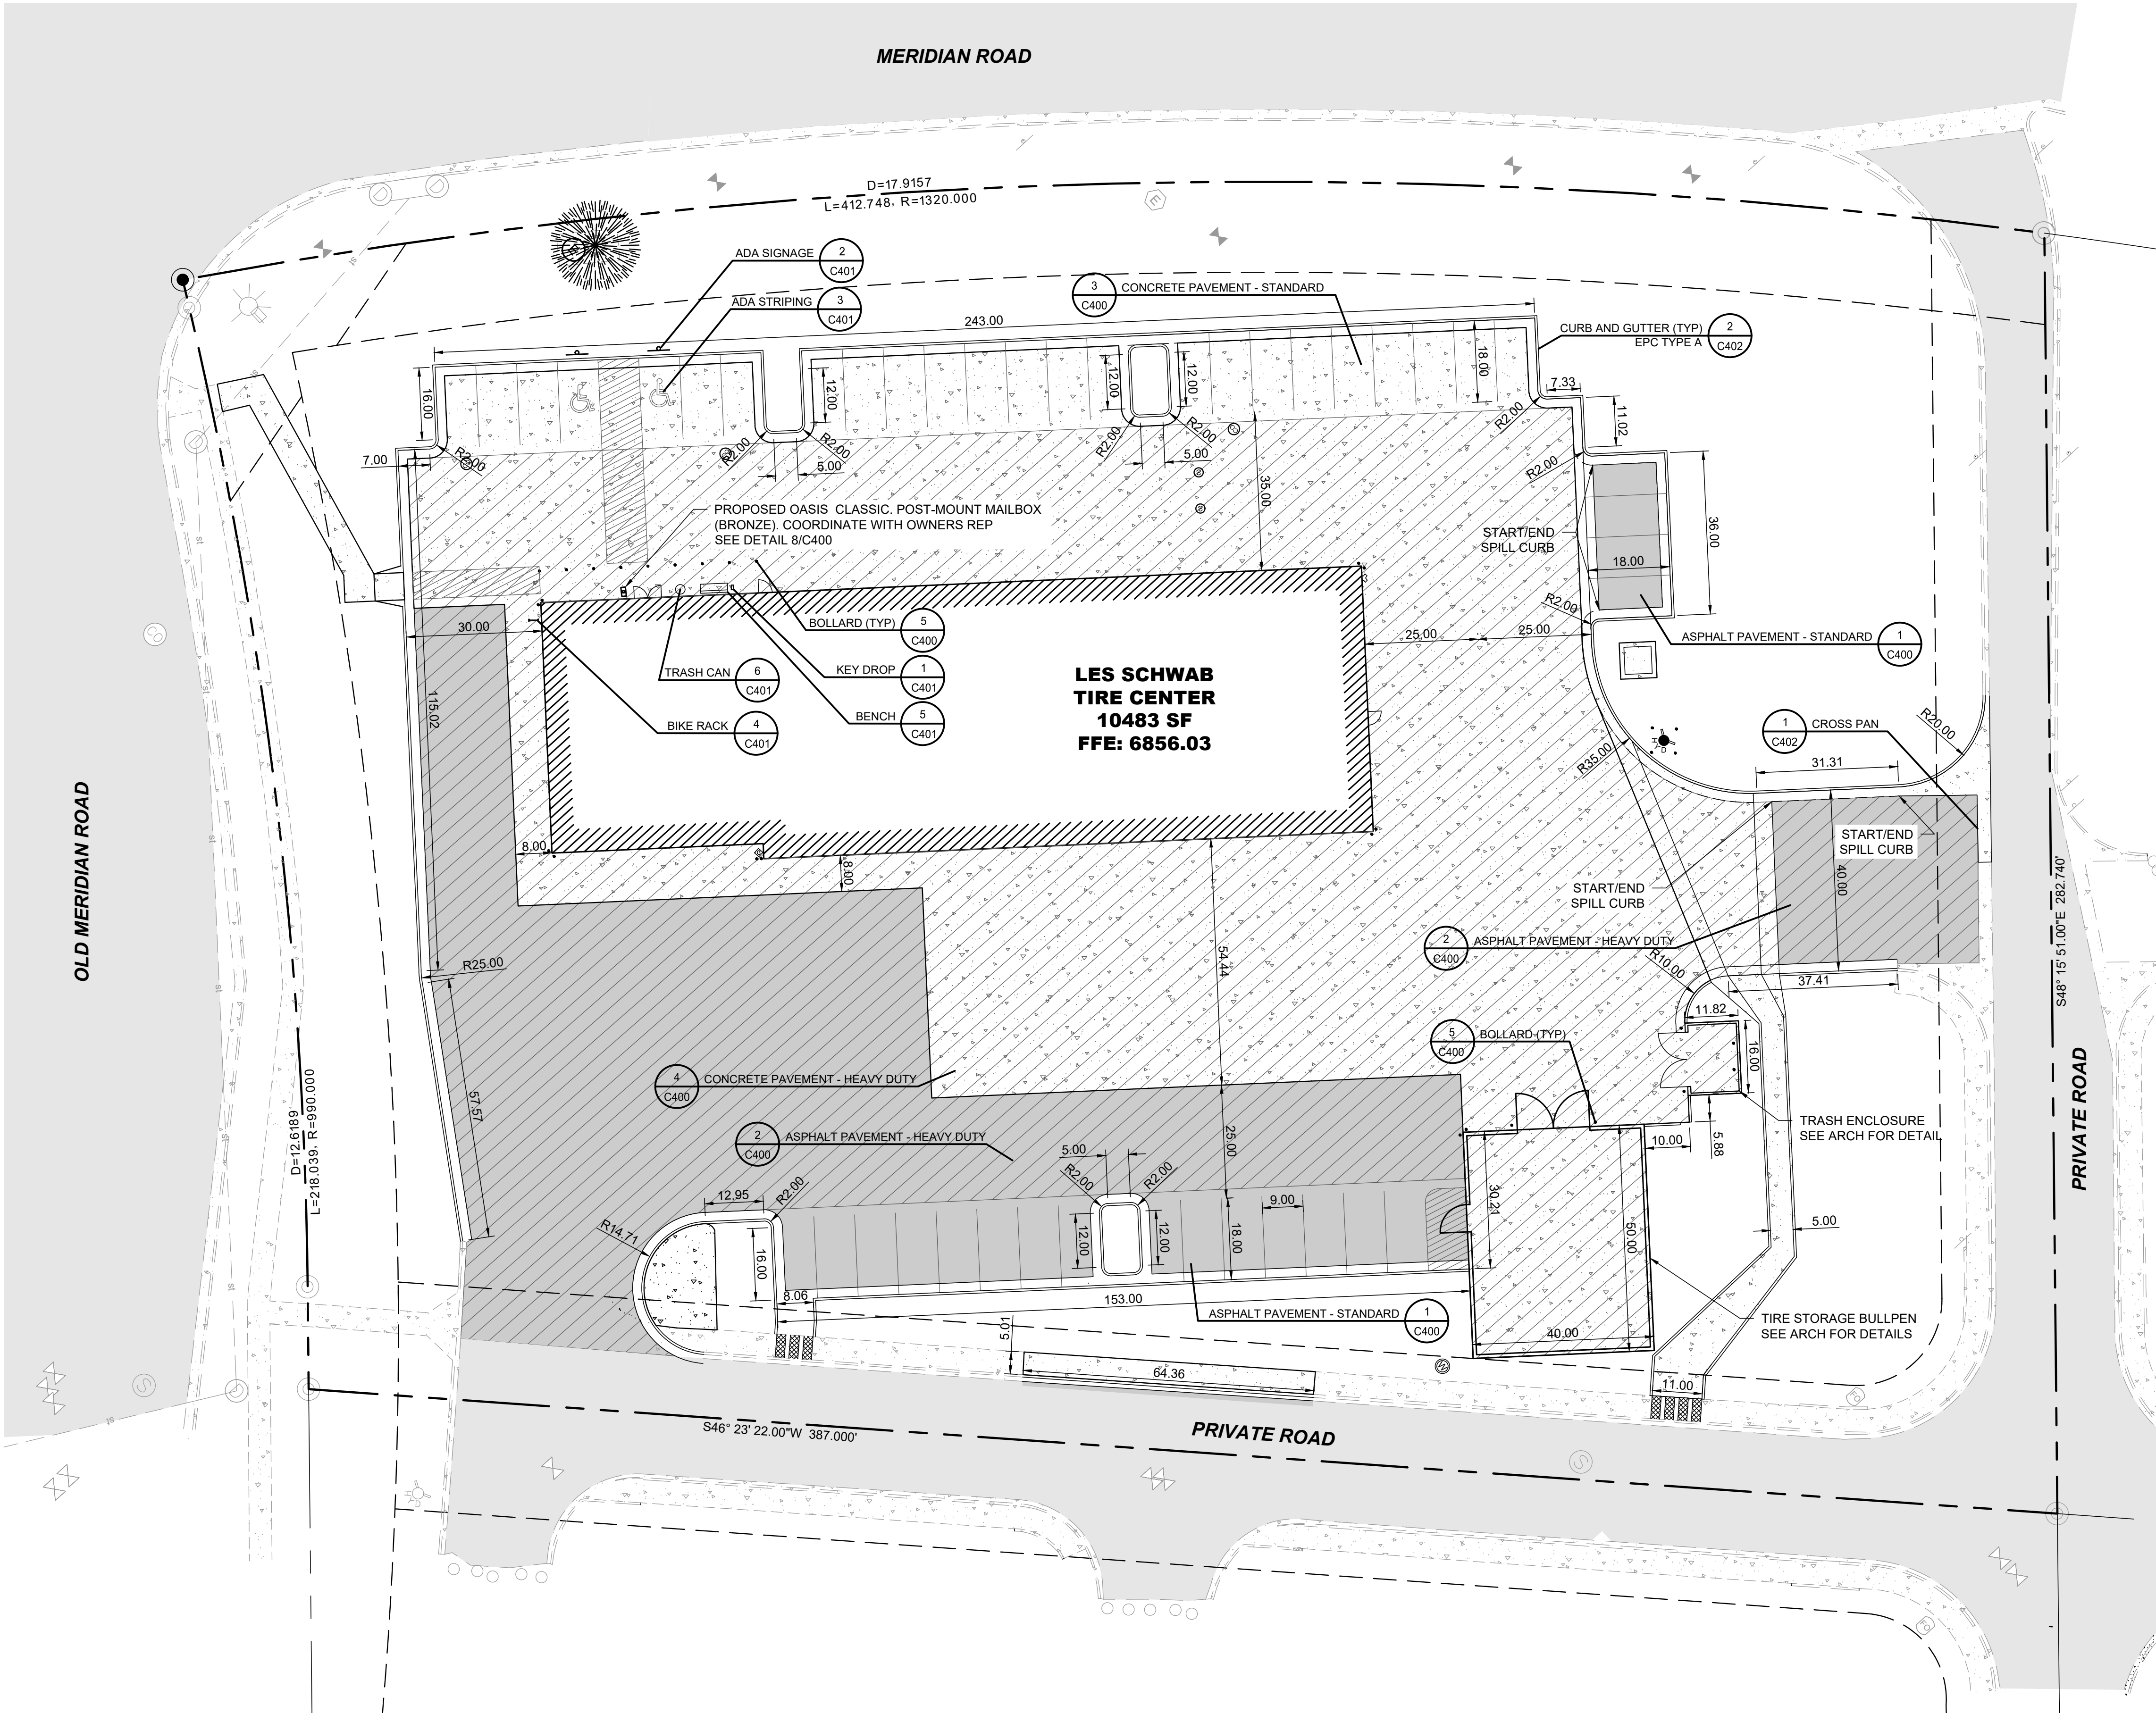 MERIDIAN ROAD
D=17.9157
L=412.748, R=1320.000
E
D
D
ADA SIGNAGE
2
C401
ADA STRIPING
3
C401
3
C400
CONCRETE PAVEMENT - STANDARD
243.00
CURB AND GUTTER (TYP)
EPC TYPE A
2
C402
16.00
12.00
12.00
12.00
18.00
7.33
11.02
R2.00
R2.00
R2.00
R2.00
R2.00
R2.00
7.00
5.00
5.00
R2.00
35.00
PROPOSED OASIS CLASSIC. POST-MOUNT MAILBOX
(BRONZE). COORDINATE WITH OWNERS REP
SEE DETAIL 8/C400
START/END
SPILL CURB
36.00
18.00
R2.00
30.00
BOLLARD (TYP)
5
C400
25.00
25.00
ASPHALT PAVEMENT - STANDARD
1
C400
TRASH CAN
6
C401
KEY DROP
1
C401
BIKE RACK
4
C401
BENCH
5
C401
LES SCHWAB
TIRE CENTER
10483 SF
FFE: 6856.03
115.02
1
C402
CROSS PAN
R20.00
R35.00
31.31
OLD MERIDIAN ROAD
8.00
8.00
START/END
SPILL CURB
40.00
START/END
SPILL CURB
S48° 15' 51.00"E 282.740'
2
C400
ASPHALT PAVEMENT - HEAVY DUTY
54.44
R25.00
R10.00
37.41
11.82
16.00
5
C400
BOLLARD (TYP)
4
C400
CONCRETE PAVEMENT - HEAVY DUTY
57.57
PRIVATE ROAD
D=12.6189
L=218.039, R=990.000
2
C400
ASPHALT PAVEMENT - HEAVY DUTY
25.00
TRASH ENCLOSURE
SEE ARCH FOR DETAIL
10.00
5.88
5.00
R2.00
R2.00
12.95
R2.00
9.00
30.21
R14.71
16.00
12.00
12.00
18.00
50.00
5.00
8.06
153.00
ASPHALT PAVEMENT - STANDARD
1
C400
TIRE STORAGE BULLPEN
SEE ARCH FOR DETAILS
5.01
40.00
64.36
11.00
S46° 23' 22.00"W 387.000'
PRIVATE ROAD